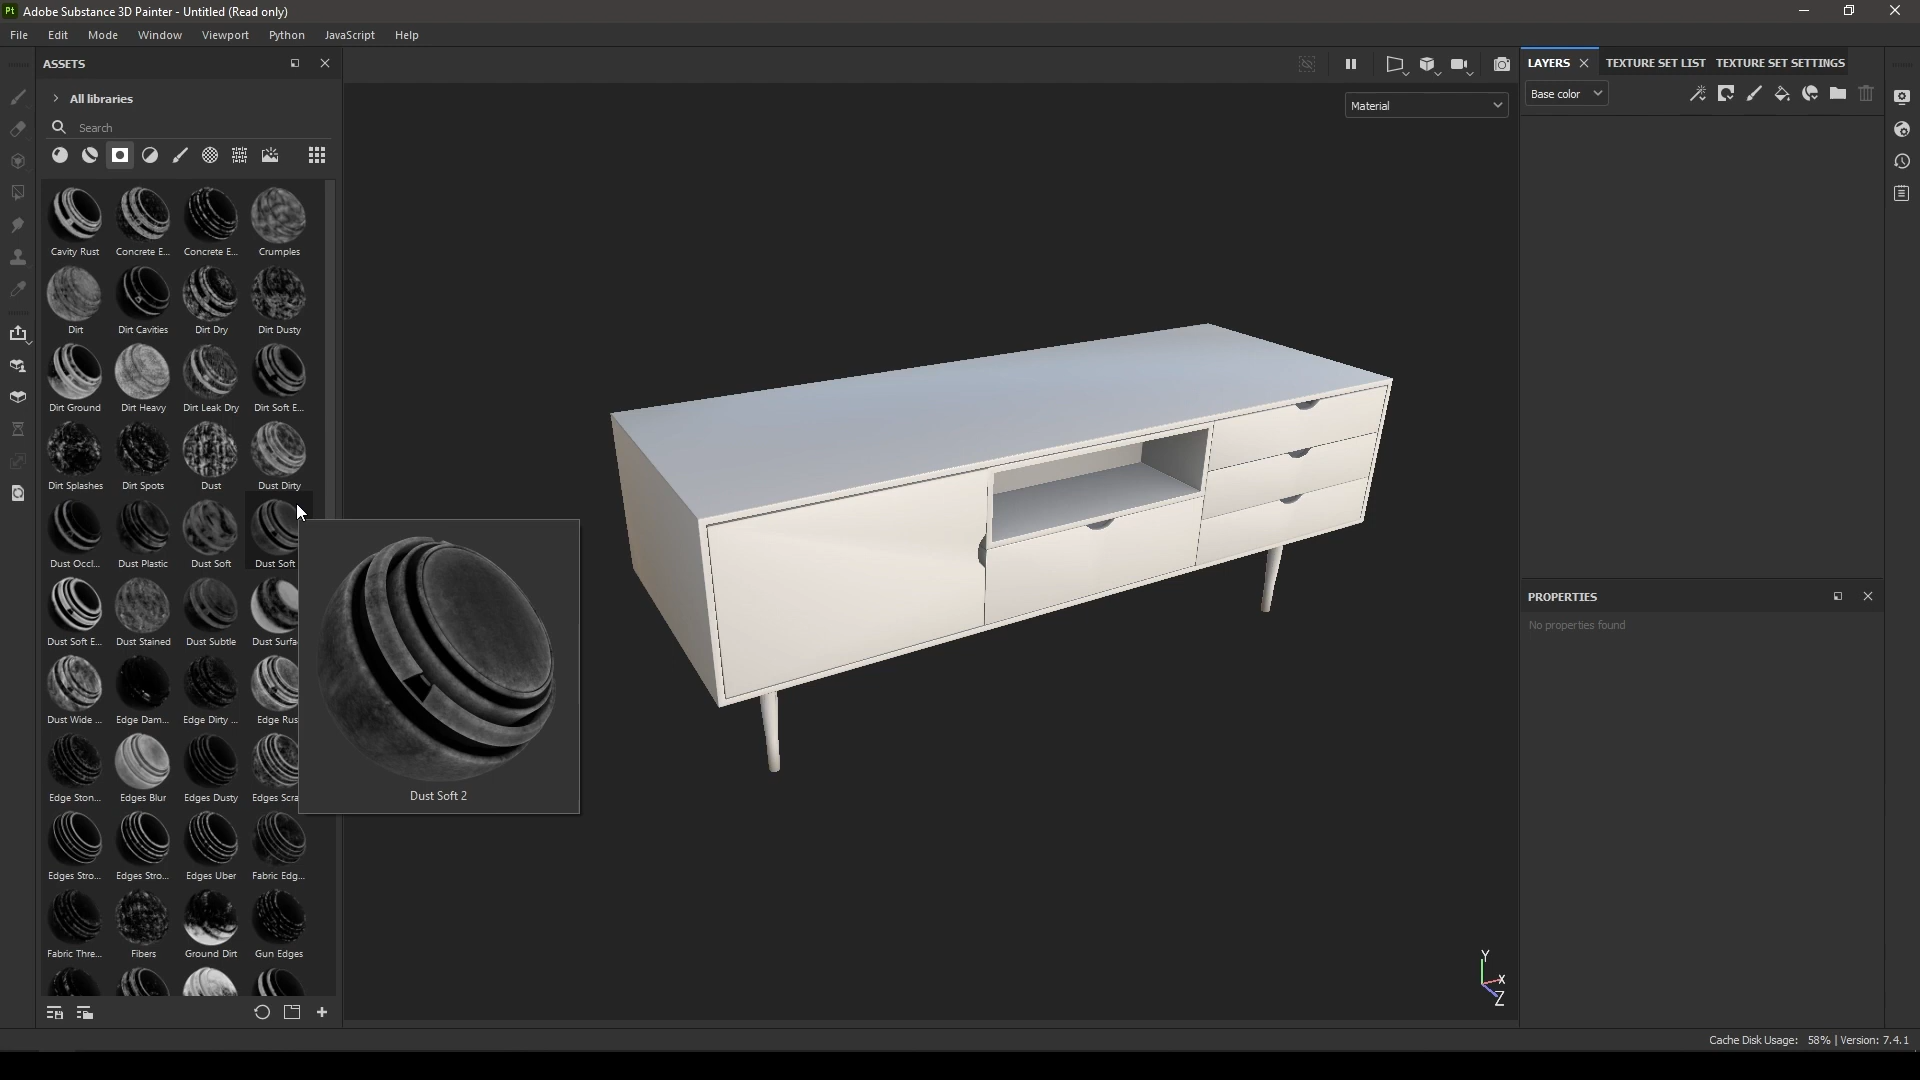 Pt Adobe Substance 3D Painter - Untitled (Read only)
File Edit Mode Window Viewport Python JavaScript Help
ASSETS
All libraries
Search
Cavity Rust Concrete E... Concrete E... Crumples
Dirt Dirt Cavities Dirt Dry Dirt Dusty
Dirt Ground Dirt Heavy Dirt Leak Dry Dirt Soft E...
Dirt Splashes Dirt Spots Dust Dust Dirty
Dust Occl... Dust Plastic Dust Soft Dust Soft
Dust Soft E... Dust Stained Dust Subtle Dust Surfa
Dust Wide ... Edge Dam... Edge Dirty ... Edge Rus
Edge Ston... Edges Blur Edges Dusty Edges Scra
Edges Stro... Edges Stro... Edges Uber Fabric Edg...
Fabric Thre... Fibers Ground Dirt Gun Edges
Dust Soft 2
Material
Y
X
Z
LAYERS TEXTURE SET LIST TEXTURE SET SETTINGS
Base color
PROPERTIES
No properties found
Cache Disk Usage: 58% | Version: 7.4.1